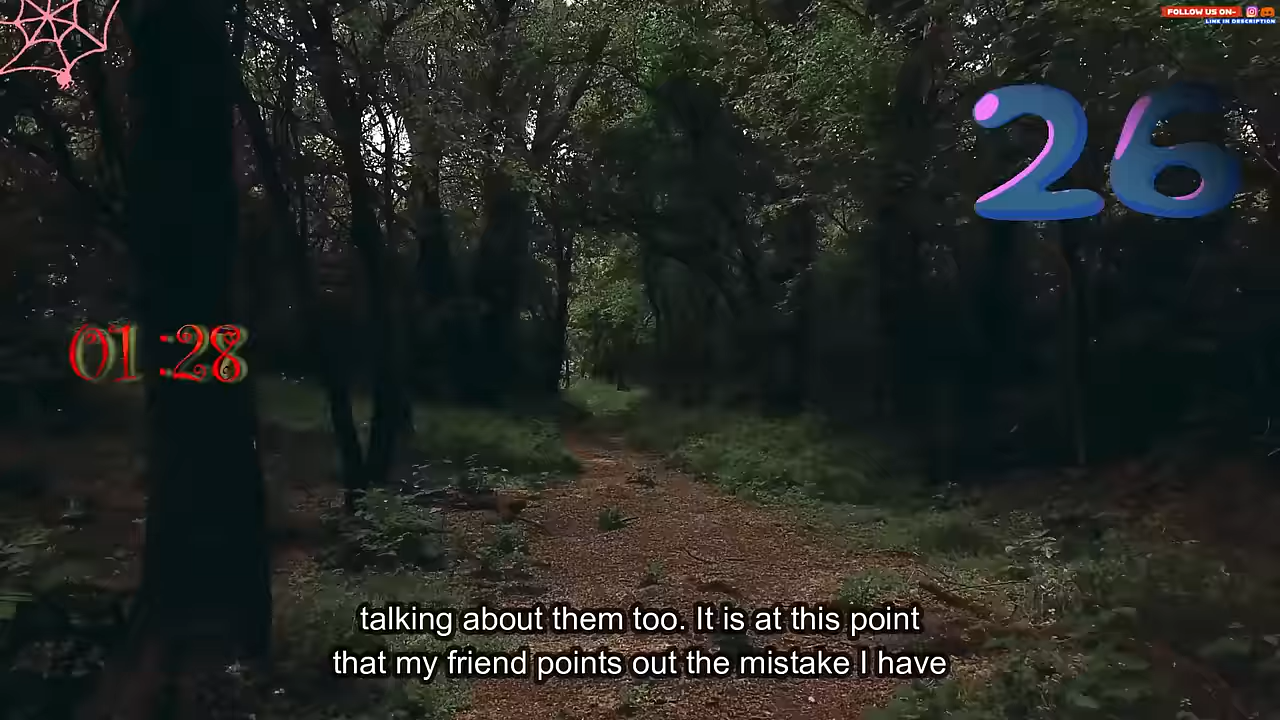 FOLLOW US ON-
LINK IN DESCRIPTION
26
01:28
talking about them too. It is at this point
that my friend points out the mistake I have